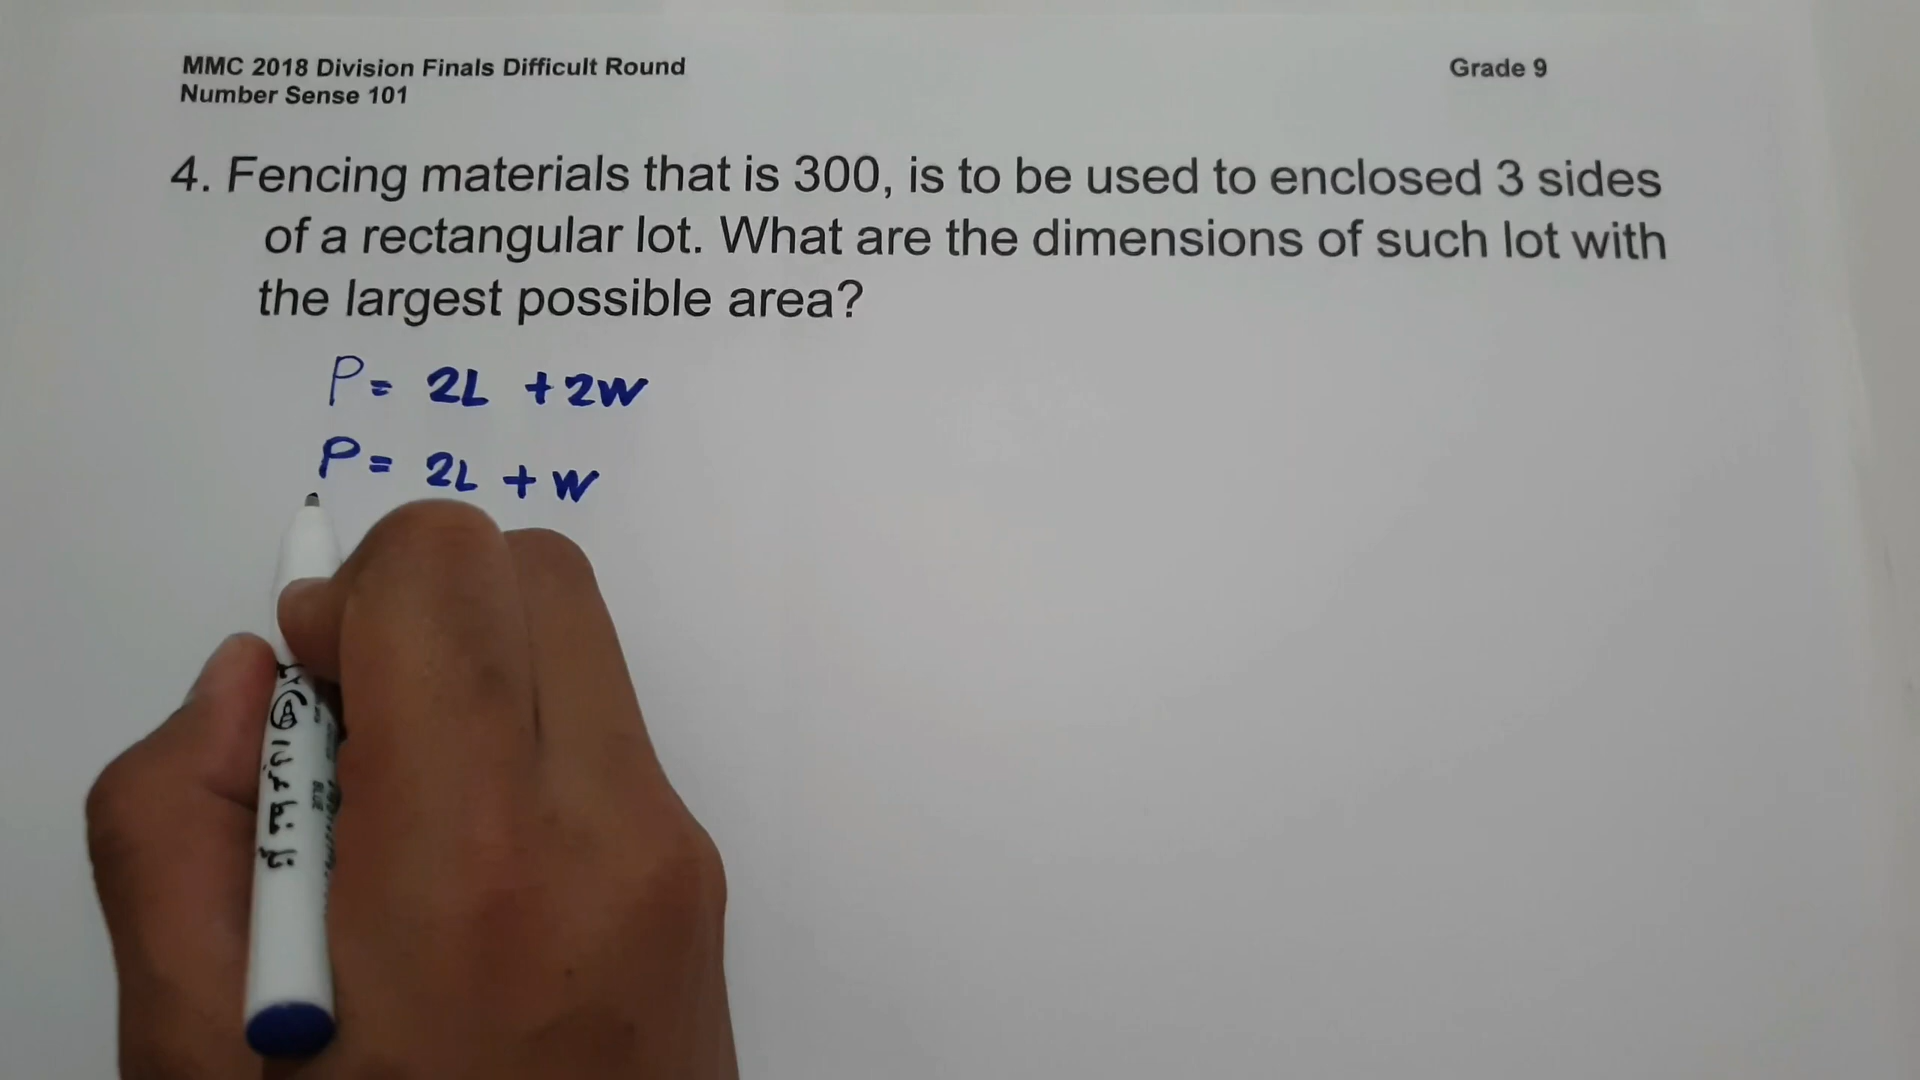 MMC 2018 Division Finals Difficult Round
Grade 9
Number Sense 101
4. Fencing materials that is 300, is to be used to enclosed 3 sides
of a rectangular lot. What are the dimensions of such lot with
the largest possible area?
P = 2L + 2W
P = 2L + W
BLUE